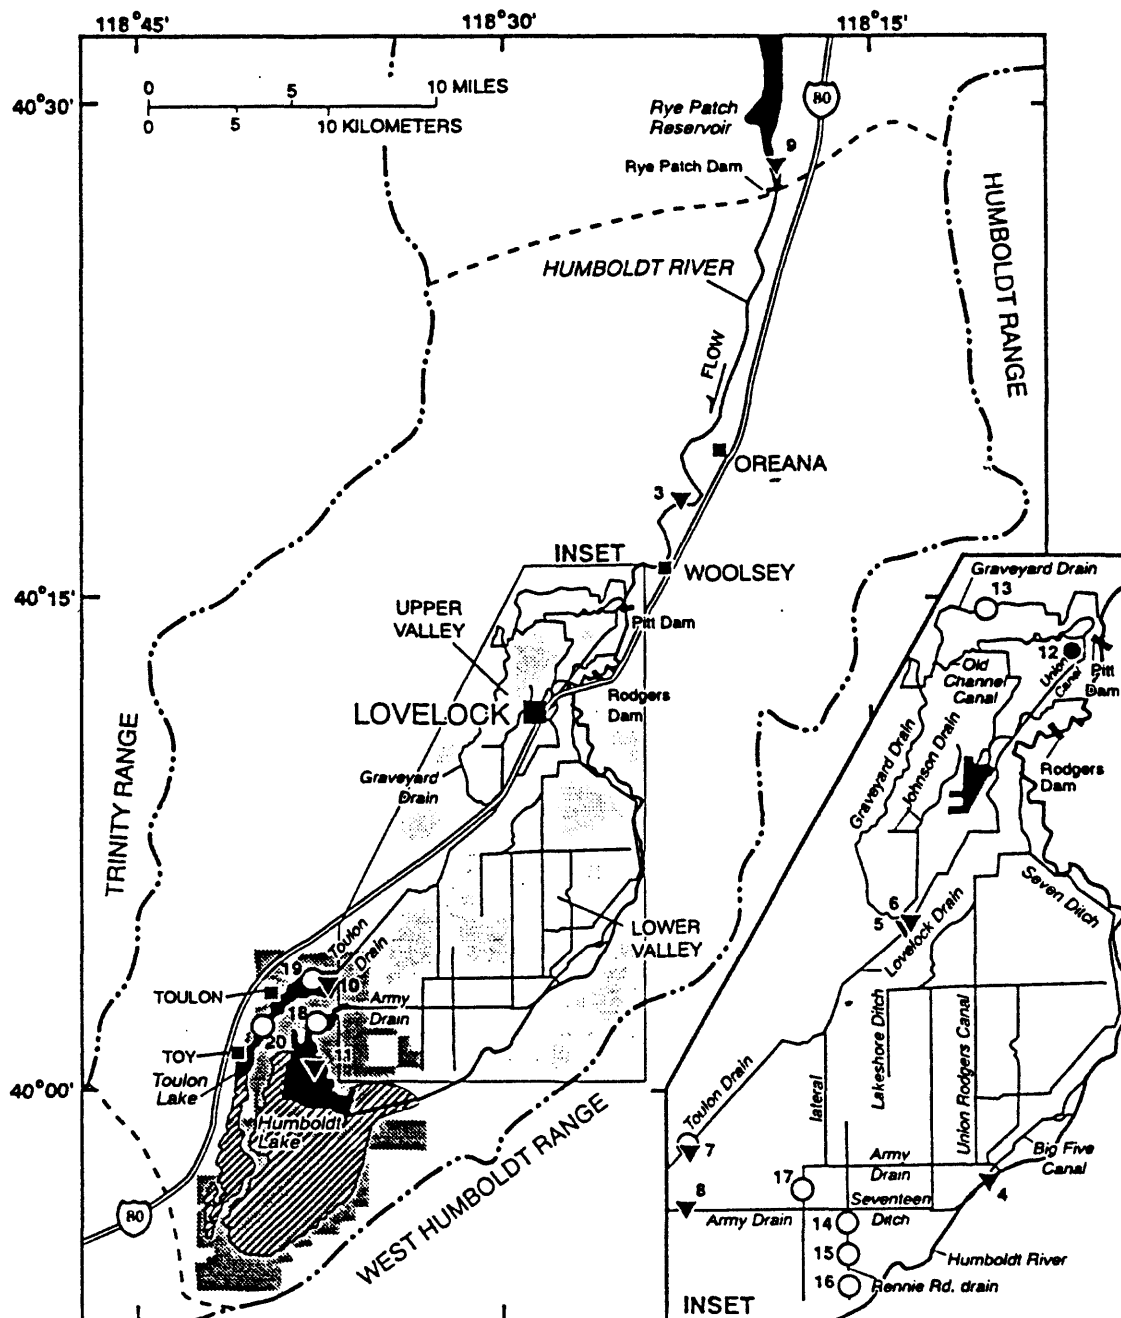 118°45'
118°30'
118°15'
40°30'
0 5 10 MILES
0 5 10 KILOMETERS
Rye Patch
Reservoir
80
9
Rye Patch Dam
HUMBOLDT RIVER
HUMBOLDT RANGE
FLOW
OREANA
3
INSET
WOOLSEY
40°15'
UPPER
VALLEY
Pitt Dam
LOVELOCK
Rodgers
Dam
Graveyard
Drain
TRINITY RANGE
LOWER
VALLEY
Toulon
Drain
19
10
TOULON
18
Army
Drain
20
11
TOY
Toulon
Lake
40°00'
Humboldt
Lake
80
WEST HUMBOLDT RANGE
Graveyard Drain
13
12
Union
Canal
Pitt
Dam
Old
Channel
Canal
Graveyard Drain
Johnson Drain
Rodgers
Dam
6
5
Lovelock Drain
Seven Ditch
Lakeshore Ditch
Union Rodgers Canal
lateral
Toulon Drain
7
Army
Drain
Big Five
Canal
17
8
4
Seventeen
Ditch
Army Drain
14
15
Humboldt River
16
Rennie Rd. drain
INSET